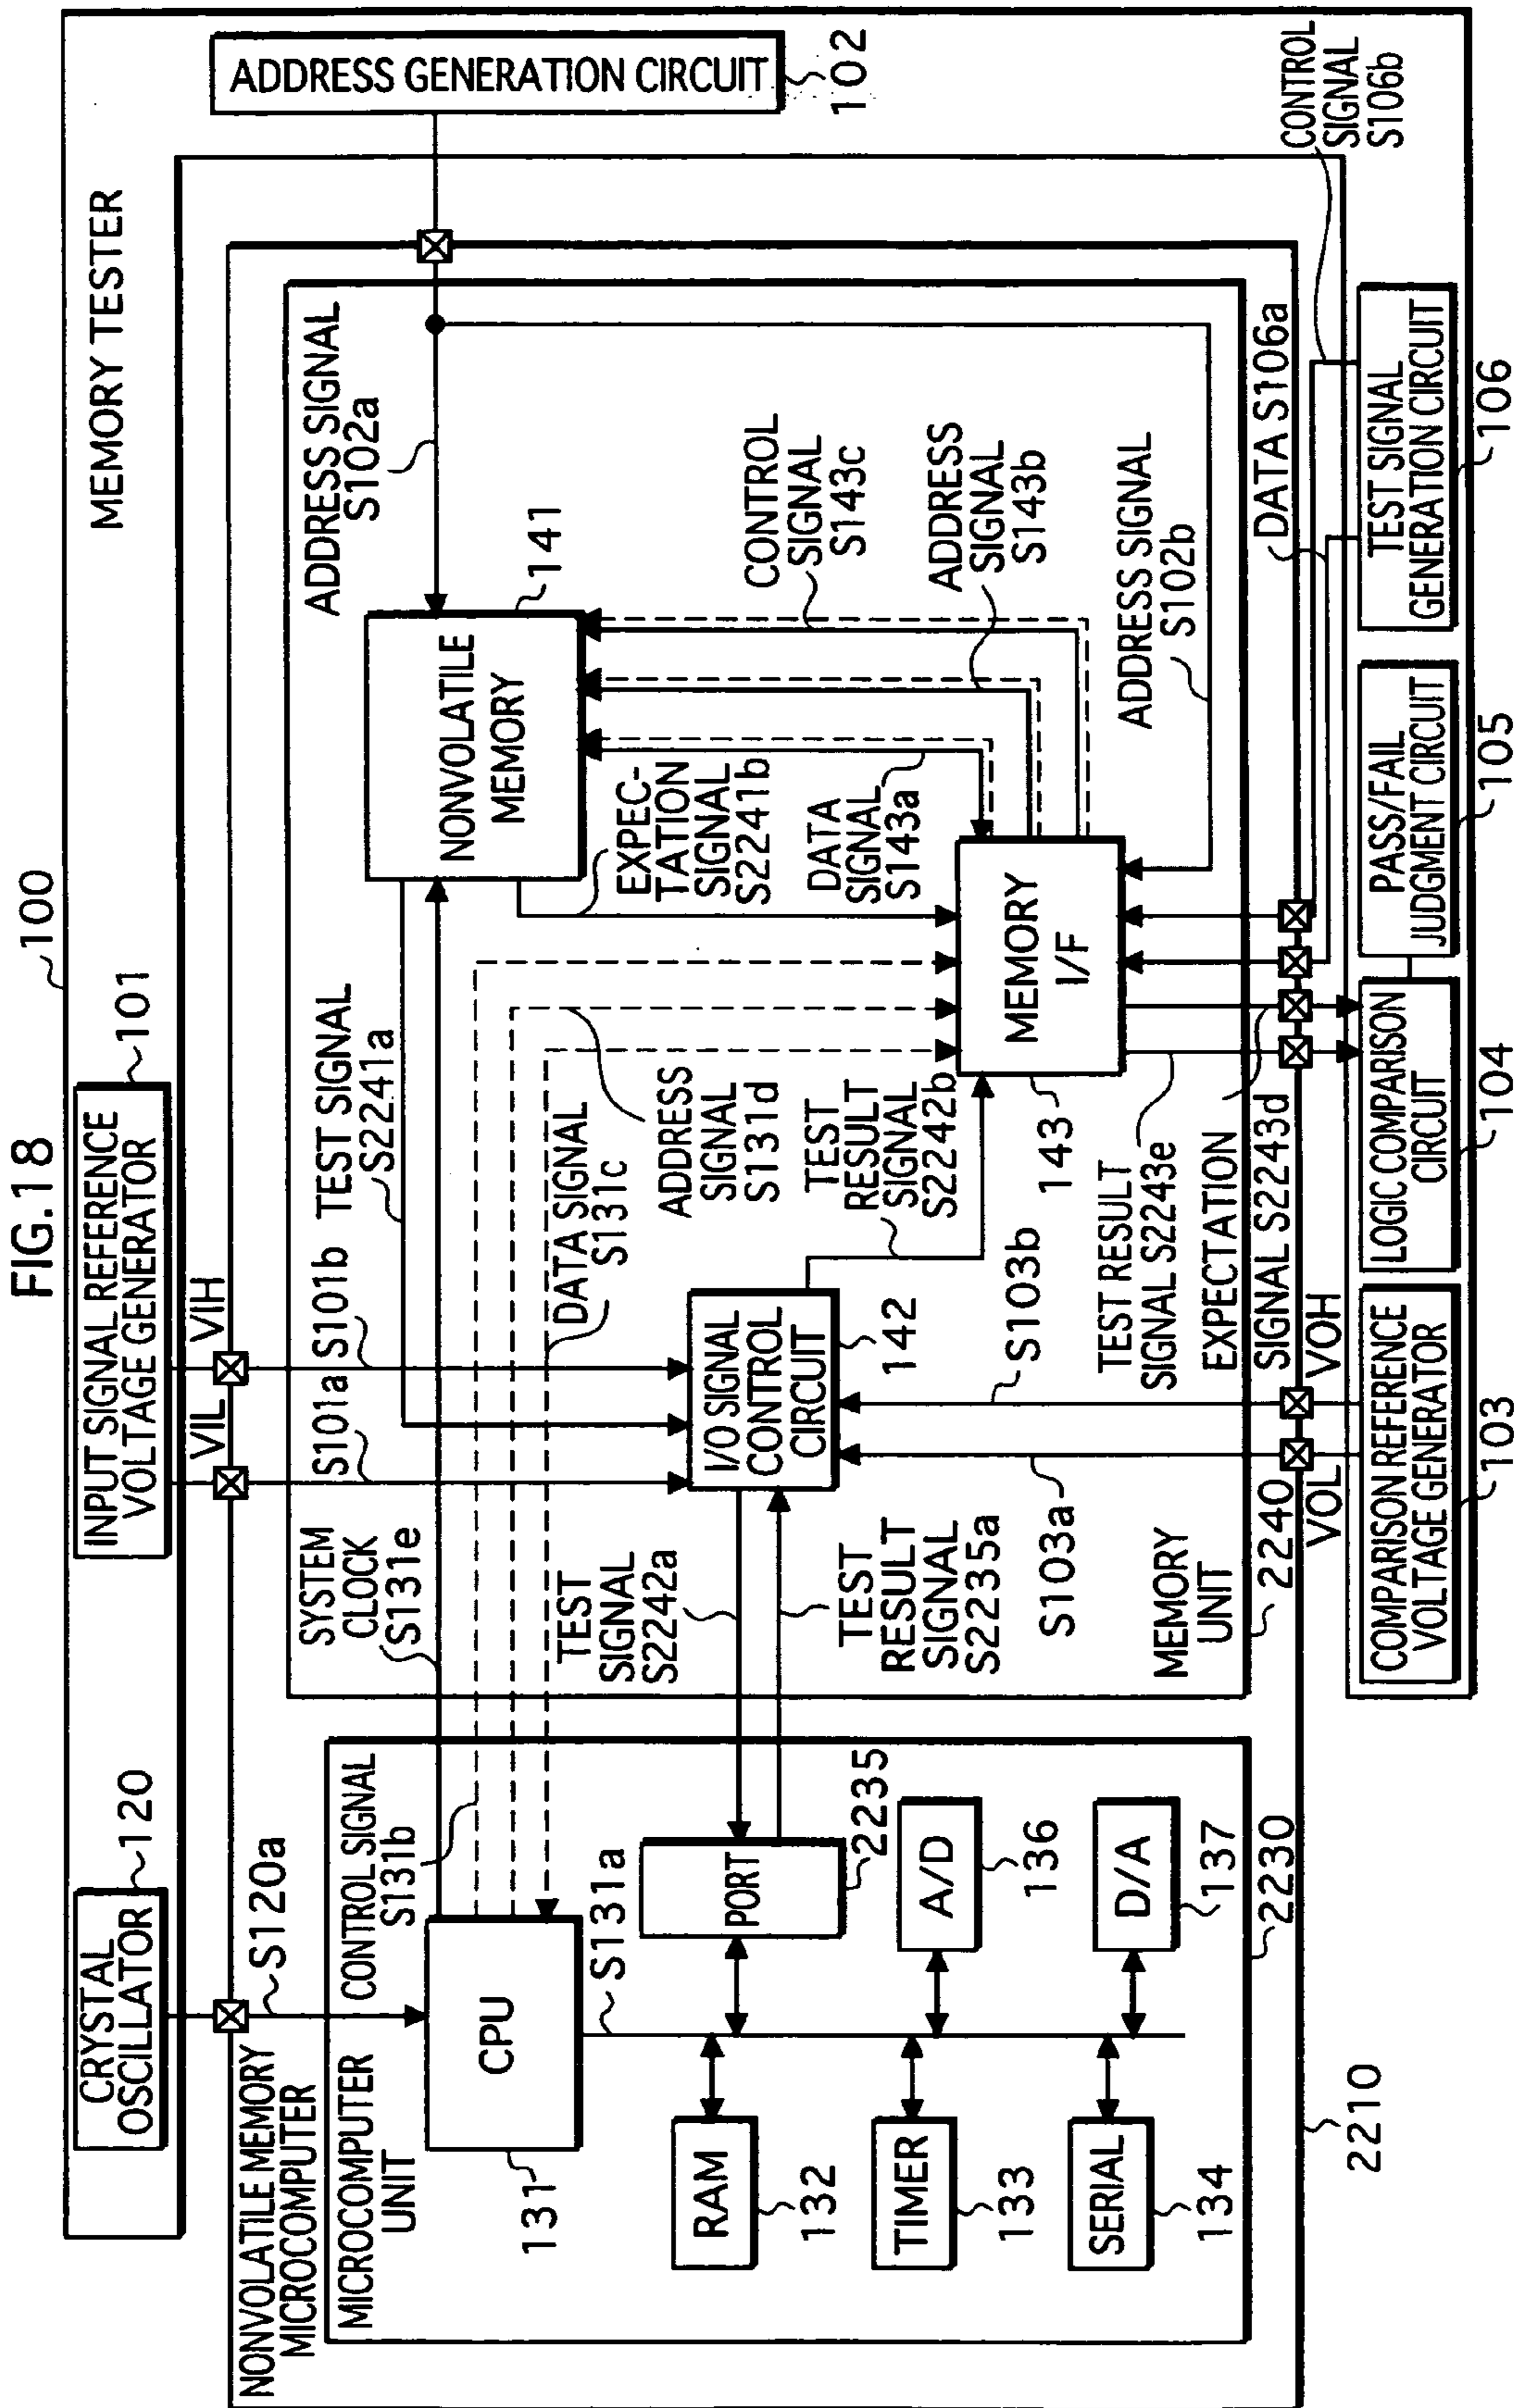 FIG.18
100
MEMORY TESTER
CRYSTAL
OSCILLATOR
120
S120a
INPUT SIGNAL REFERENCE
VOLTAGE GENERATOR
101
VIL
VIH
S101a
S101b
ADDRESS GENERATION CIRCUIT
102
NONVOLATILE MEMORY
MICROCOMPUTER
MICROCOMPUTER
UNIT
CONTROL SIGNAL
S131b
CPU
131
S131a
RAM
132
TIMER
133
SERIAL
134
PORT
2235
A/D
136
D/A
137
2230
2210
SYSTEM
CLOCK
S131e
TEST SIGNAL
S2241a
ADDRESS SIGNAL
S102a
NONVOLATILE
MEMORY
141
DATA SIGNAL
S131c
ADDRESS
SIGNAL
S131d
EXPEC-
TATION
SIGNAL
S2241b
DATA
SIGNAL
S143a
CONTROL
SIGNAL
S143c
ADDRESS
SIGNAL
S143b
ADDRESS SIGNAL
S102b
TEST
SIGNAL
S2242a
TEST
RESULT
SIGNAL
S2235a
I/O SIGNAL
CONTROL
CIRCUIT
142
TEST
RESULT
SIGNAL
S2242b
MEMORY
I/F
143
S103a
S103b
TEST RESULT
SIGNAL S2243e
EXPECTATION
SIGNAL S2243d
MEMORY
UNIT
2240
VOL
VOH
DATA S106a
CONTROL
SIGNAL
S106b
COMPARISON REFERENCE
VOLTAGE GENERATOR
103
LOGIC COMPARISON
CIRCUIT
104
PASS/FAIL
JUDGMENT CIRCUIT
105
TEST SIGNAL
GENERATION CIRCUIT
106